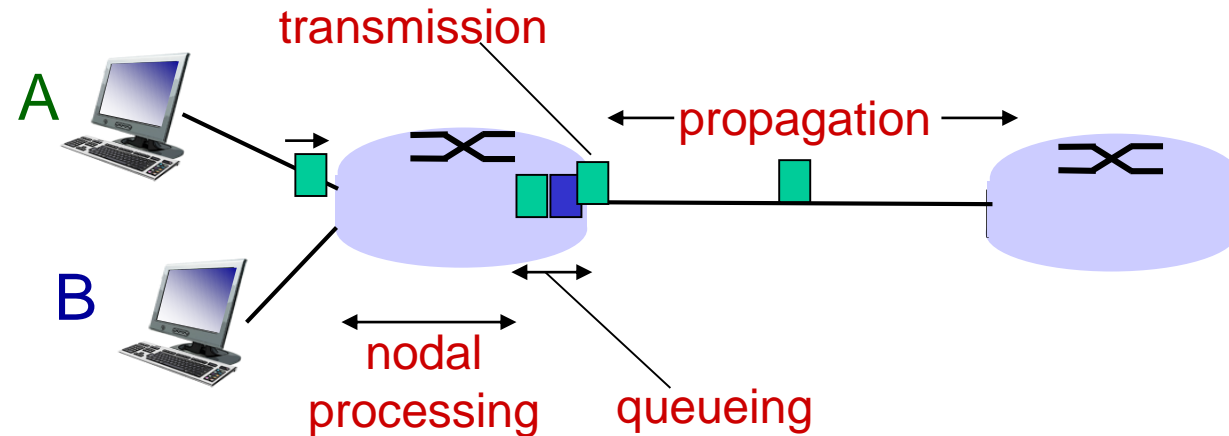 transmission
A
propagation
B
nodal
processing
queueing